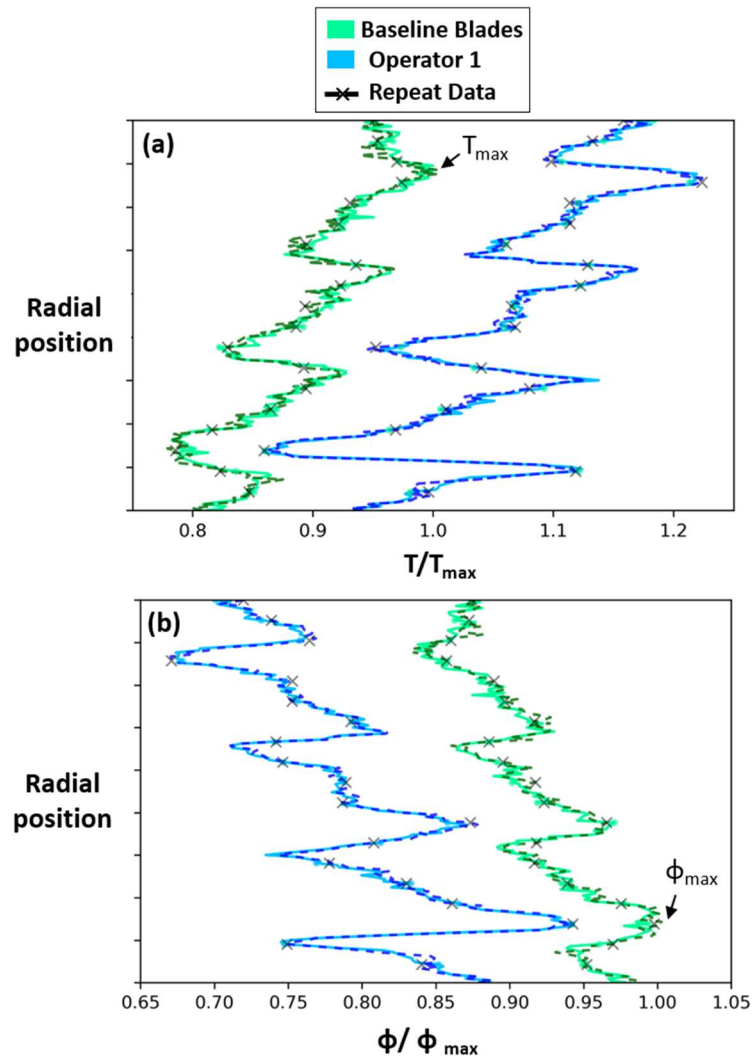 Baseline Blades
Operator 1
Repeat Data
(a)
Tmax
Radial
position
0.8 0.9 1.0 1.1 1.2
T/Tmax
(b)
Radial
position
ϕmax
0.65 0.70 0.75 0.80 0.85 0.90 0.95 1.00 1.05
ϕ/ ϕ max